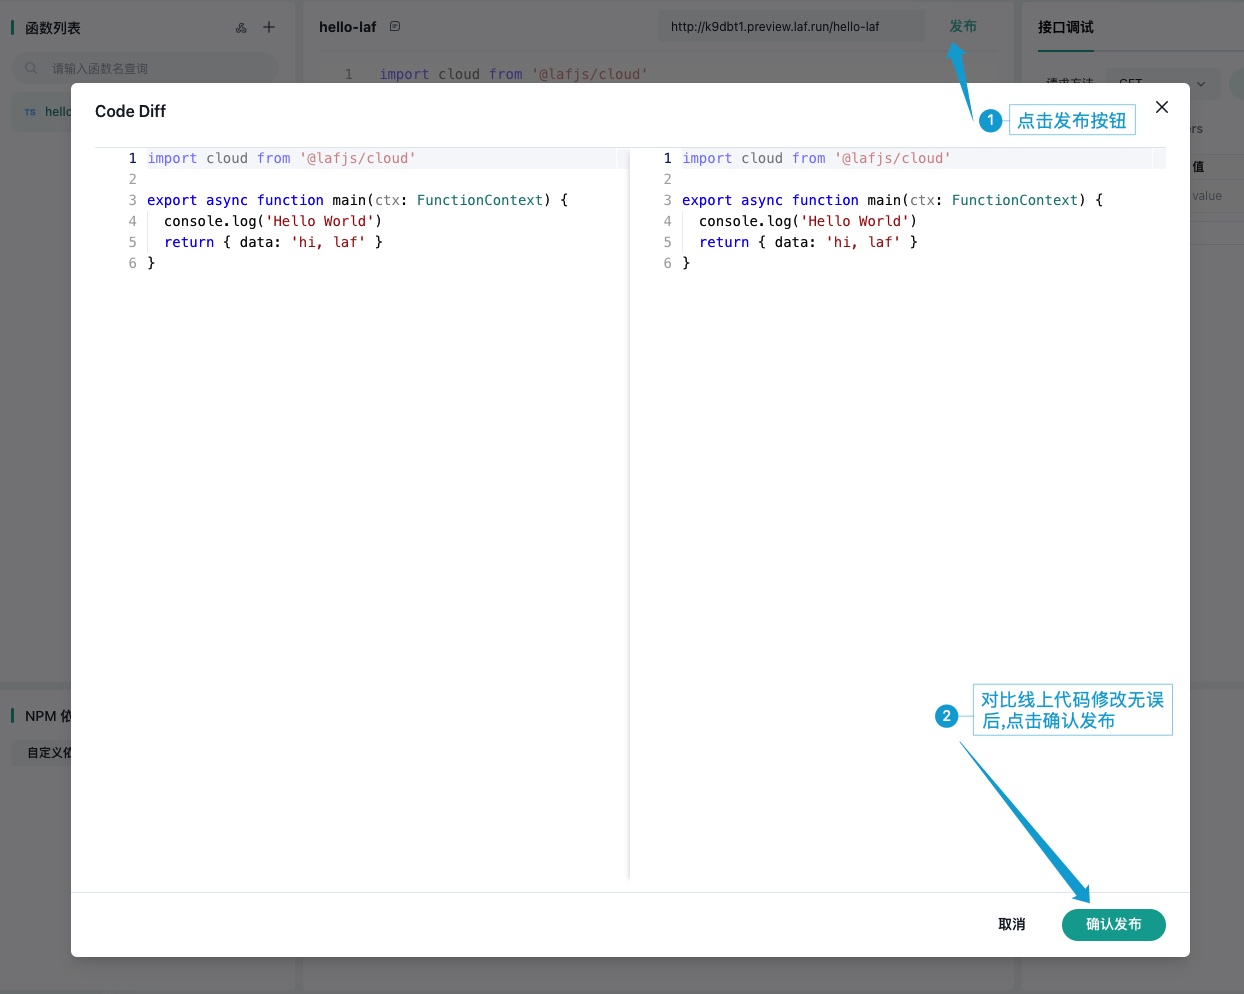 函数列表
请输入函数名查询
TS hello
NPM 依
自定义依
hello-laf
http://k9dbt1.preview.laf.run/hello-laf
发布
1 import cloud from '@lafjs/cloud'
接口调试
请求方法 GET
值
value
1 点击发布按钮
Code Diff
1 import cloud from '@lafjs/cloud'
2
3 export async function main(ctx: FunctionContext) {
4 console.log('Hello World')
5 return { data: 'hi, laf' }
6 }
1 import cloud from '@lafjs/cloud'
2
3 export async function main(ctx: FunctionContext) {
4 console.log('Hello World')
5 return { data: 'hi, laf' }
6 }
2 对比线上代码修改无误
后,点击确认发布
取消
确认发布